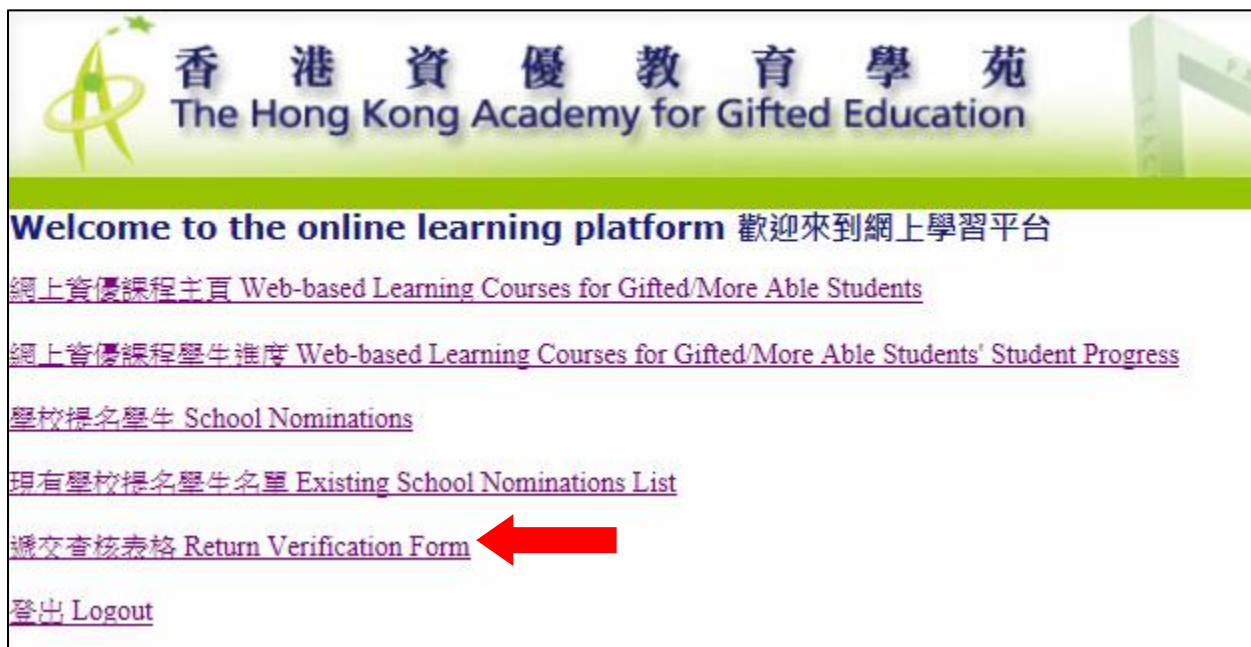 香港資優教育學苑
The Hong Kong Academy for Gifted Education
Welcome to the online learning platform 歡迎來到網上學習平台
網上資優課程主頁 Web-based Learning Courses for Gifted/More Able Students
網上資優課程學生進度 Web-based Learning Courses for Gifted/More Able Students' Student Progress
學校提名學生 School Nominations
現有學校提名學生名單 Existing School Nominations List
遞交查核表格 Return Verification Form
登出 Logout